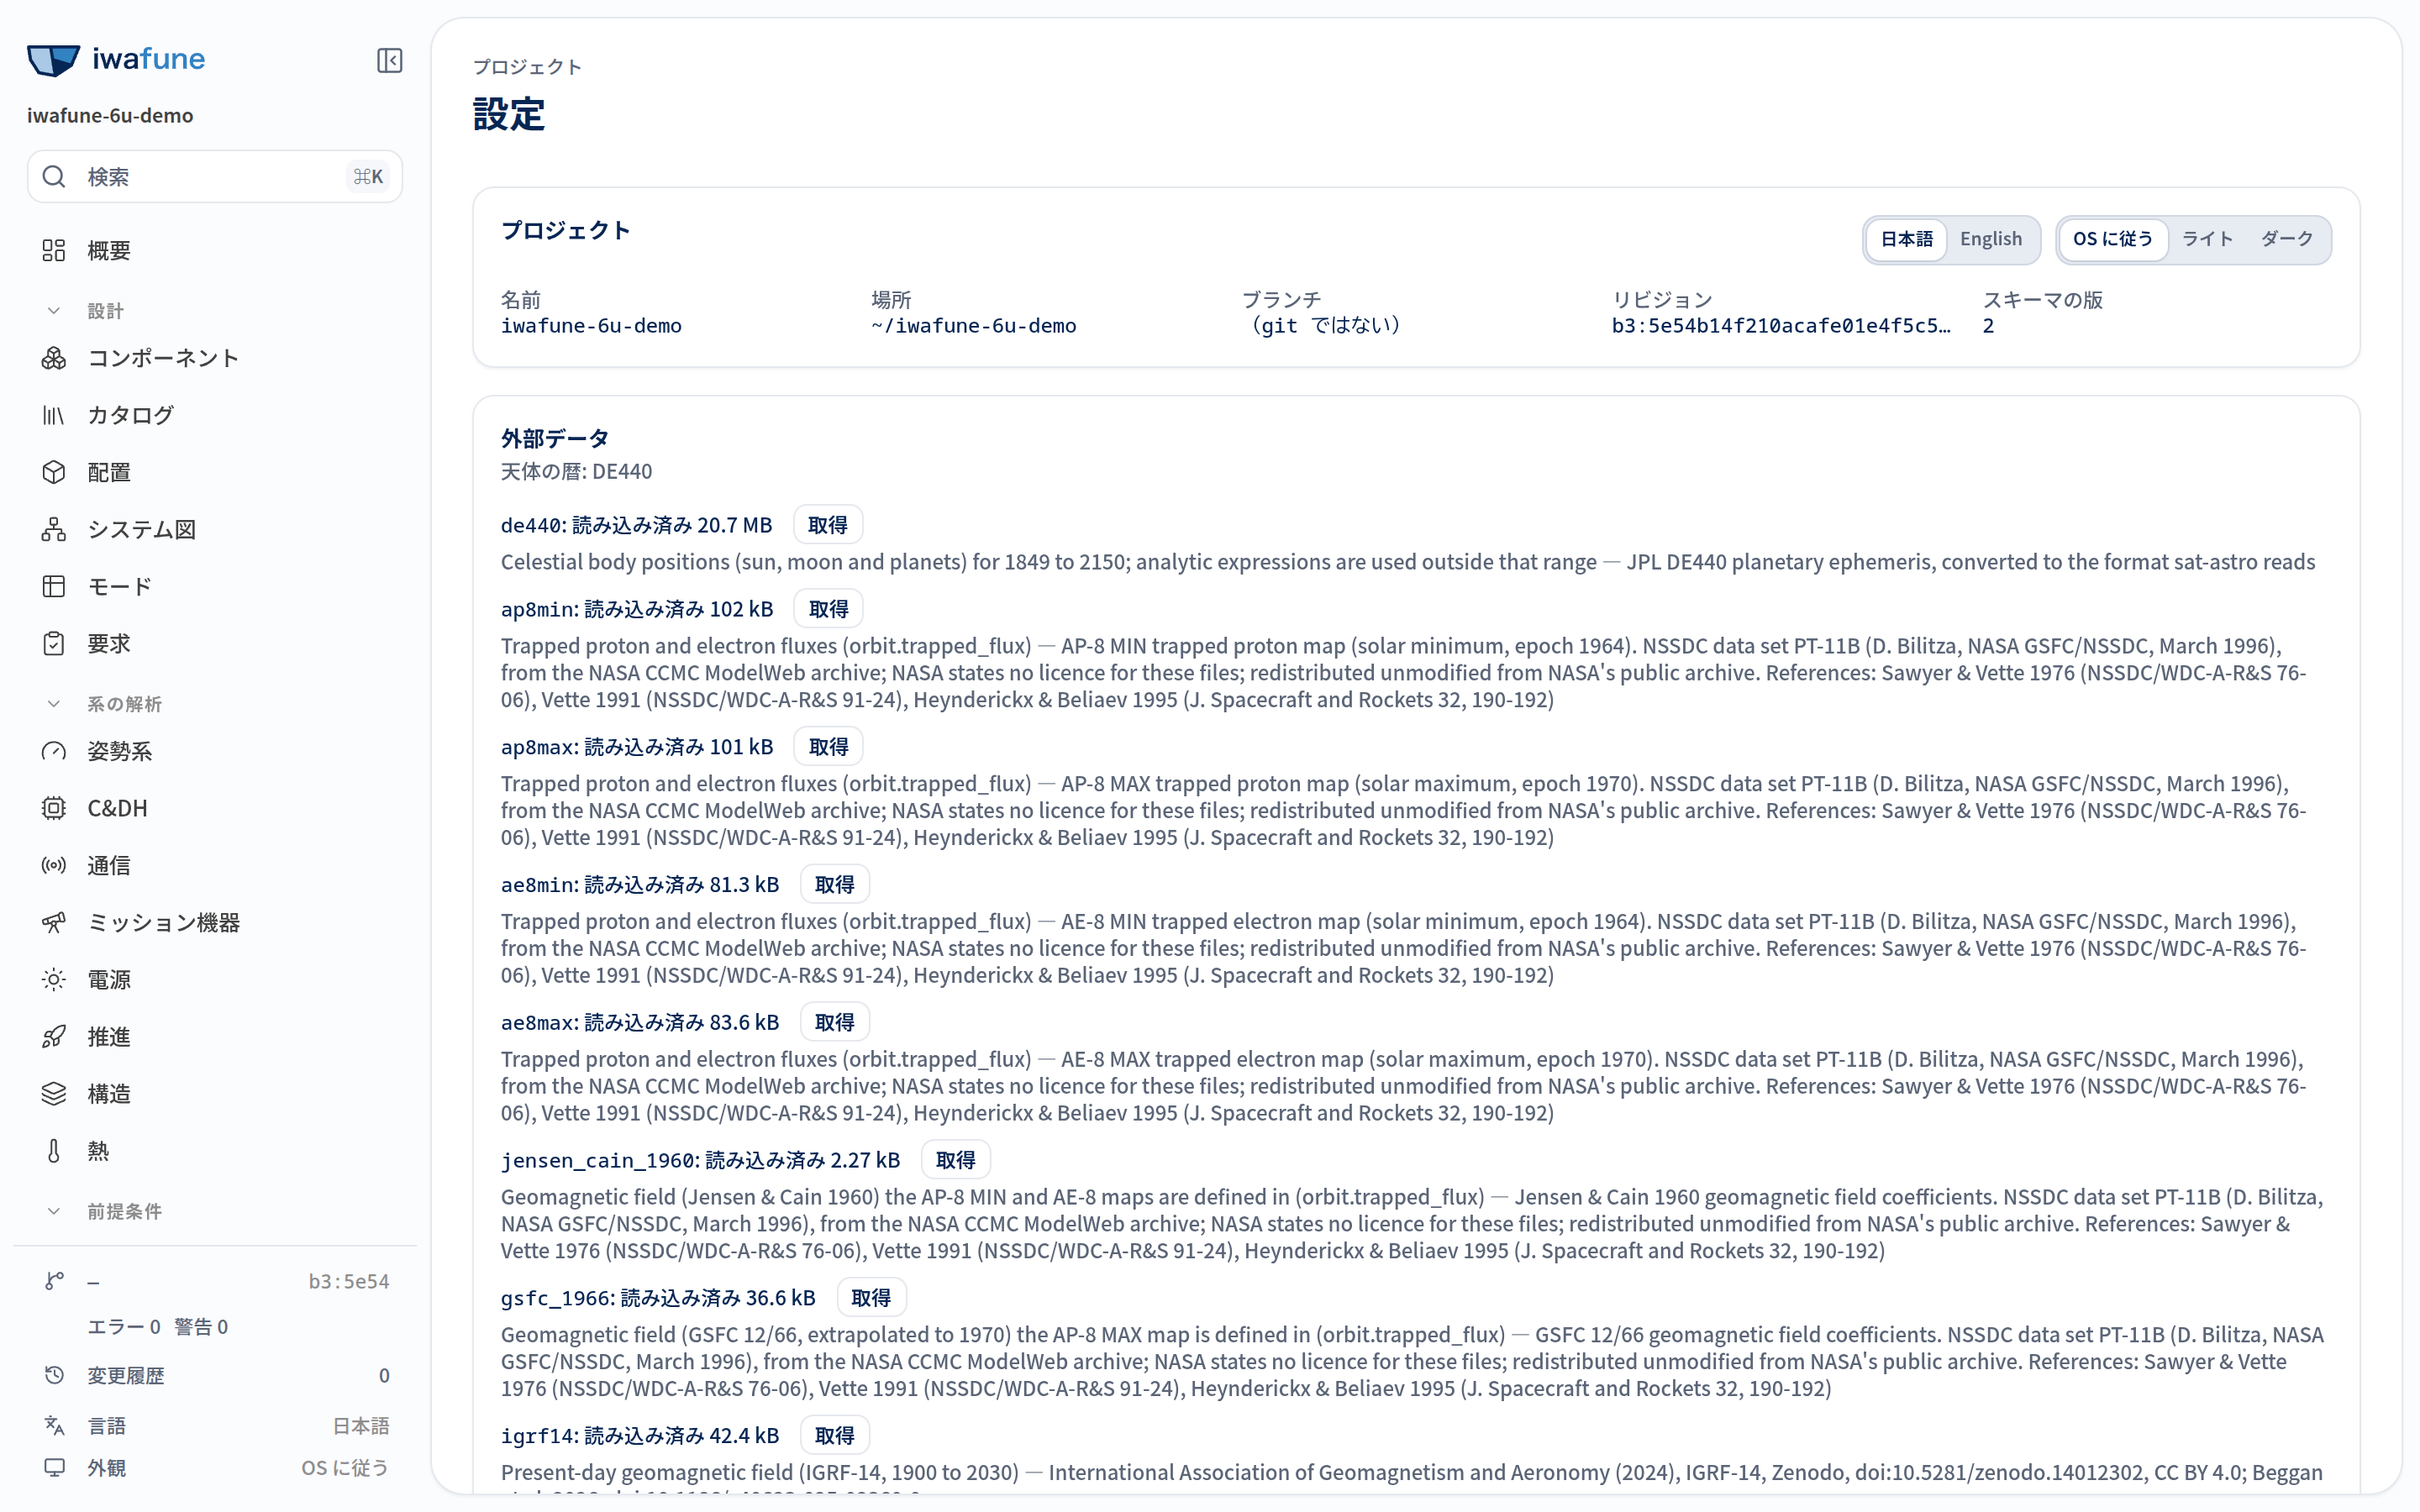 iwafune
iwafune-6u-demo
検索 ⌘K
概要
設計
コンポーネント
カタログ
配置
システム図
モード
要求
系の解析
姿勢系
C&DH
通信
ミッション機器
電源
推進
構造
熱
前提条件
– b3:5e54
エラー 0 警告 0
変更履歴 0
言語 日本語
外観 OS に従う
プロジェクト
設定
プロジェクト
日本語 English OS に従う ライト ダーク
名前 場所 ブランチ リビジョン スキーマの版
iwafune-6u-demo ~/iwafune-6u-demo （git ではない） b3:5e54b14f210acafe01e4f5c5… 2
外部データ
天体の暦: DE440
de440: 読み込み済み 20.7 MB 取得
Celestial body positions (sun, moon and planets) for 1849 to 2150; analytic expressions are used outside that range — JPL DE440 planetary ephemeris, converted to the format sat-astro reads
ap8min: 読み込み済み 102 kB 取得
Trapped proton and electron fluxes (orbit.trapped_flux) — AP-8 MIN trapped proton map (solar minimum, epoch 1964). NSSDC data set PT-11B (D. Bilitza, NASA GSFC/NSSDC, March 1996),
from the NASA CCMC ModelWeb archive; NASA states no licence for these files; redistributed unmodified from NASA's public archive. References: Sawyer & Vette 1976 (NSSDC/WDC-A-R&S 76-
06), Vette 1991 (NSSDC/WDC-A-R&S 91-24), Heynderickx & Beliaev 1995 (J. Spacecraft and Rockets 32, 190-192)
ap8max: 読み込み済み 101 kB 取得
Trapped proton and electron fluxes (orbit.trapped_flux) — AP-8 MAX trapped proton map (solar maximum, epoch 1970). NSSDC data set PT-11B (D. Bilitza, NASA GSFC/NSSDC, March 1996),
from the NASA CCMC ModelWeb archive; NASA states no licence for these files; redistributed unmodified from NASA's public archive. References: Sawyer & Vette 1976 (NSSDC/WDC-A-R&S 76-
06), Vette 1991 (NSSDC/WDC-A-R&S 91-24), Heynderickx & Beliaev 1995 (J. Spacecraft and Rockets 32, 190-192)
ae8min: 読み込み済み 81.3 kB 取得
Trapped proton and electron fluxes (orbit.trapped_flux) — AE-8 MIN trapped electron map (solar minimum, epoch 1964). NSSDC data set PT-11B (D. Bilitza, NASA GSFC/NSSDC, March 1996),
from the NASA CCMC ModelWeb archive; NASA states no licence for these files; redistributed unmodified from NASA's public archive. References: Sawyer & Vette 1976 (NSSDC/WDC-A-R&S 76-
06), Vette 1991 (NSSDC/WDC-A-R&S 91-24), Heynderickx & Beliaev 1995 (J. Spacecraft and Rockets 32, 190-192)
ae8max: 読み込み済み 83.6 kB 取得
Trapped proton and electron fluxes (orbit.trapped_flux) — AE-8 MAX trapped electron map (solar maximum, epoch 1970). NSSDC data set PT-11B (D. Bilitza, NASA GSFC/NSSDC, March 1996),
from the NASA CCMC ModelWeb archive; NASA states no licence for these files; redistributed unmodified from NASA's public archive. References: Sawyer & Vette 1976 (NSSDC/WDC-A-R&S 76-
06), Vette 1991 (NSSDC/WDC-A-R&S 91-24), Heynderickx & Beliaev 1995 (J. Spacecraft and Rockets 32, 190-192)
jensen_cain_1960: 読み込み済み 2.27 kB 取得
Geomagnetic field (Jensen & Cain 1960) the AP-8 MIN and AE-8 maps are defined in (orbit.trapped_flux) — Jensen & Cain 1960 geomagnetic field coefficients. NSSDC data set PT-11B (D. Bilitza,
NASA GSFC/NSSDC, March 1996), from the NASA CCMC ModelWeb archive; NASA states no licence for these files; redistributed unmodified from NASA's public archive. References: Sawyer &
Vette 1976 (NSSDC/WDC-A-R&S 76-06), Vette 1991 (NSSDC/WDC-A-R&S 91-24), Heynderickx & Beliaev 1995 (J. Spacecraft and Rockets 32, 190-192)
gsfc_1966: 読み込み済み 36.6 kB 取得
Geomagnetic field (GSFC 12/66, extrapolated to 1970) the AP-8 MAX map is defined in (orbit.trapped_flux) — GSFC 12/66 geomagnetic field coefficients. NSSDC data set PT-11B (D. Bilitza, NASA
GSFC/NSSDC, March 1996), from the NASA CCMC ModelWeb archive; NASA states no licence for these files; redistributed unmodified from NASA's public archive. References: Sawyer & Vette
1976 (NSSDC/WDC-A-R&S 76-06), Vette 1991 (NSSDC/WDC-A-R&S 91-24), Heynderickx & Beliaev 1995 (J. Spacecraft and Rockets 32, 190-192)
igrf14: 読み込み済み 42.4 kB 取得
Present-day geomagnetic field (IGRF-14, 1900 to 2030) — International Association of Geomagnetism and Aeronomy (2024), IGRF-14, Zenodo, doi:10.5281/zenodo.14012302, CC BY 4.0; Beggan